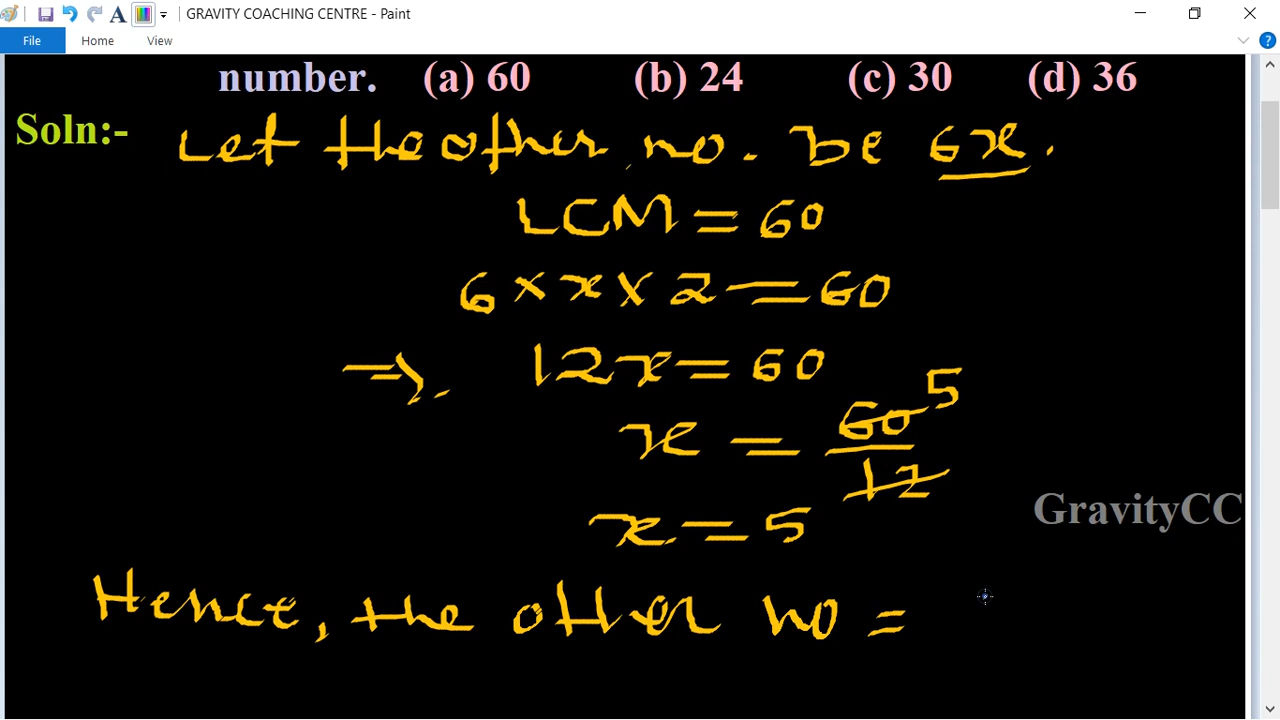 GRAVITY COACHING CENTRE - Paint
File Home View
number. (a) 60 (b) 24 (c) 30 (d) 36
Soln:- Let the other no. be 6x.
LCM = 60
6 × x × 2 = 60
⇒ 12x = 60
x = 60/12 5
x = 5
GravityCC
Hence, the other no =